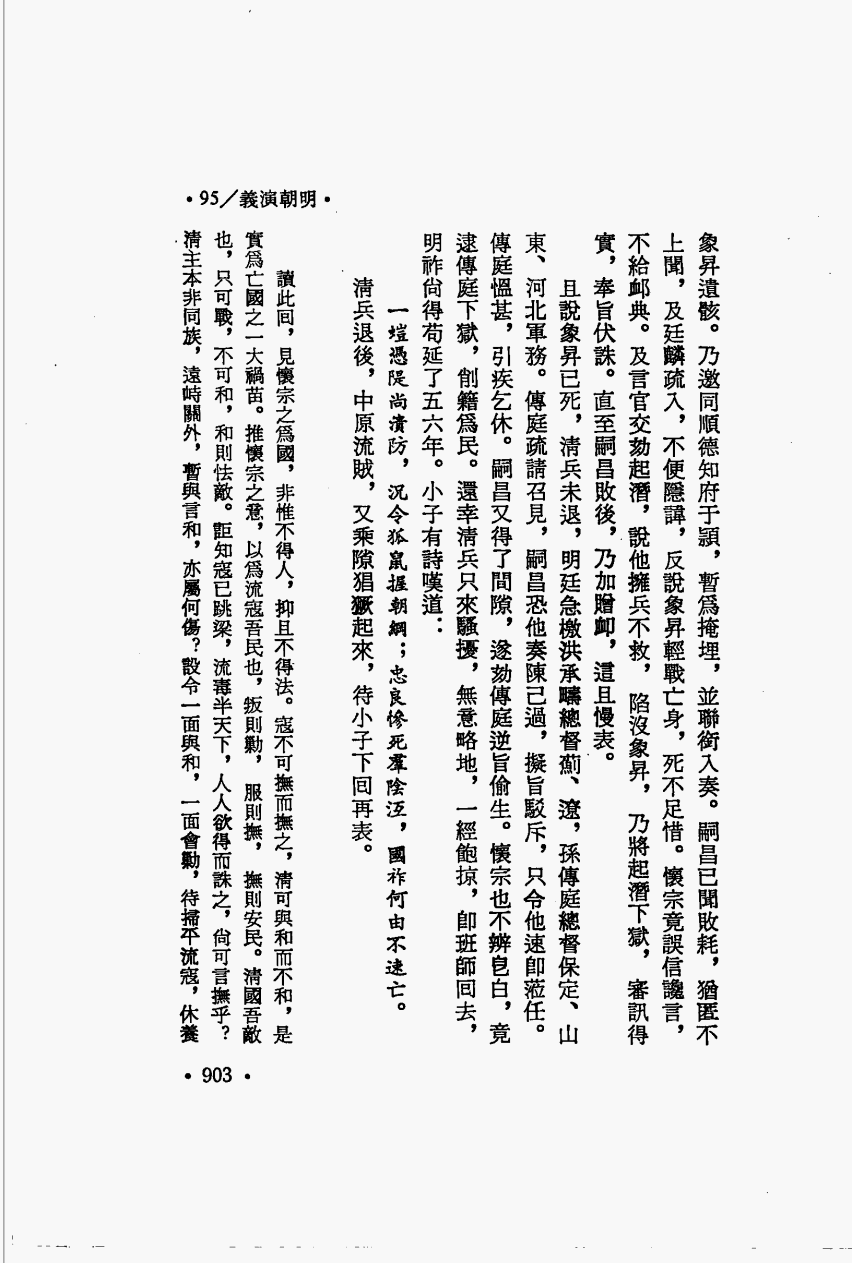 •95／義演朝明•
象昇遺骸。乃邀同順德知府于潁，暫爲掩埋，並聯銜入奏。嗣昌已聞敗耗，猶匿不
上聞，及廷麟疏入，不便隱諱，反說象昇輕戰亡身，死不足惜。懷宗竟誤信讒言，
不給卹典。及言官交劾起潛，說他擁兵不救，陷沒象昇，乃將起潛下獄，審訊得
實，奉旨伏誅。直至嗣昌敗後，乃加贈卹，這且慢表。
且說象昇已死，淸兵未退，明廷急檄洪承疇總督薊、遼，孫傳庭總督保定、山
東、河北軍務。傳庭疏請召見，嗣昌恐他奏陳己過，擬旨駁斥，只令他速卽蒞任。
傳庭慍甚，引疾乞休。嗣昌又得了間隙，遂劾傳庭逆旨偷生。懷宗也不辨皂白，竟
逮傳庭下獄，削籍爲民。還幸淸兵只來騷擾，無意略地，一經飽掠，卽班師回去，
明祚尙得苟延了五六年。小子有詩嘆道：
一墻憑隄尚潰防，況令狐鼠握朝綱；忠良慘死羣陰沍，國祚何由不速亡。
淸兵退後，中原流賊，又乘隙猖獗起來，待小子下回再表。
讀此回，見懷宗之爲國，非惟不得人，抑且不得法。寇不可撫而撫之，淸可與和而不和，是
實爲亡國之一大禍苗。推懷宗之意，以爲流寇吾民也，叛則勦，服則撫，撫則安民。淸國吾敵
也，只可戰，不可和，和則怯敵。詎知寇已跳梁，流毒半天下，人人欲得而誅之，尙可言撫乎？
淸主本非同族，遠峙關外，暫與言和，亦屬何傷？設令一面與和，一面會勦，待掃平流寇，休養
•903•